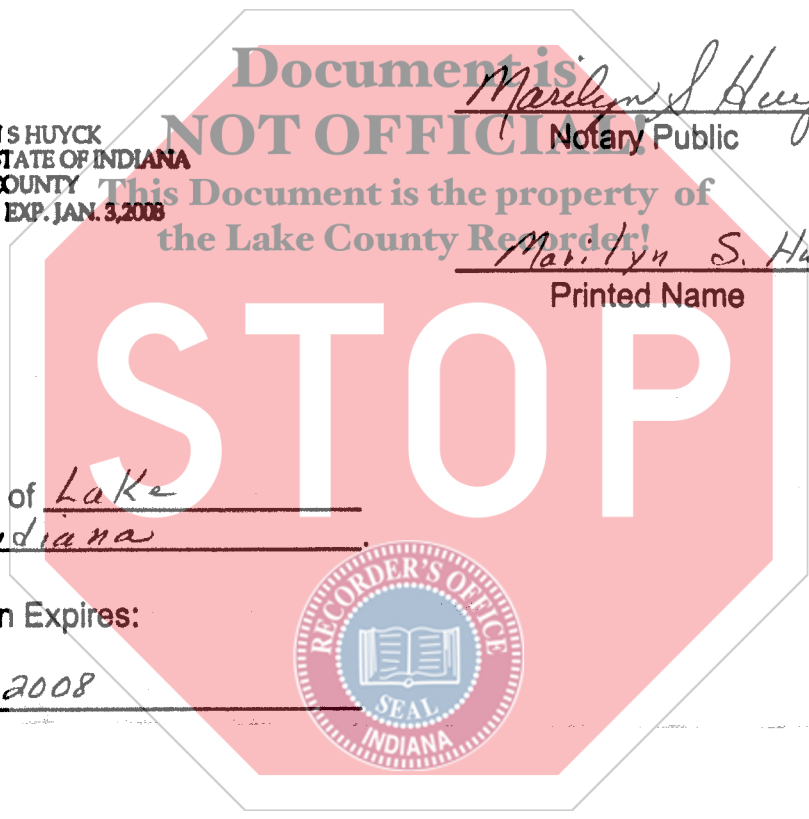 Document is
Marilyn S Huy
S HUYCK
NOT OFFICIAL!
Notary Public
TATE OF INDIANA
OUNTY
This Document is the property of
EXP. JAN. 3, 2008
the Lake County Recorder!
Marilyn S. Hu
Printed Name
STOP
of Lake
diana.
n Expires:
2008
RECORDER'S OFFICE
SEAL
INDIANA